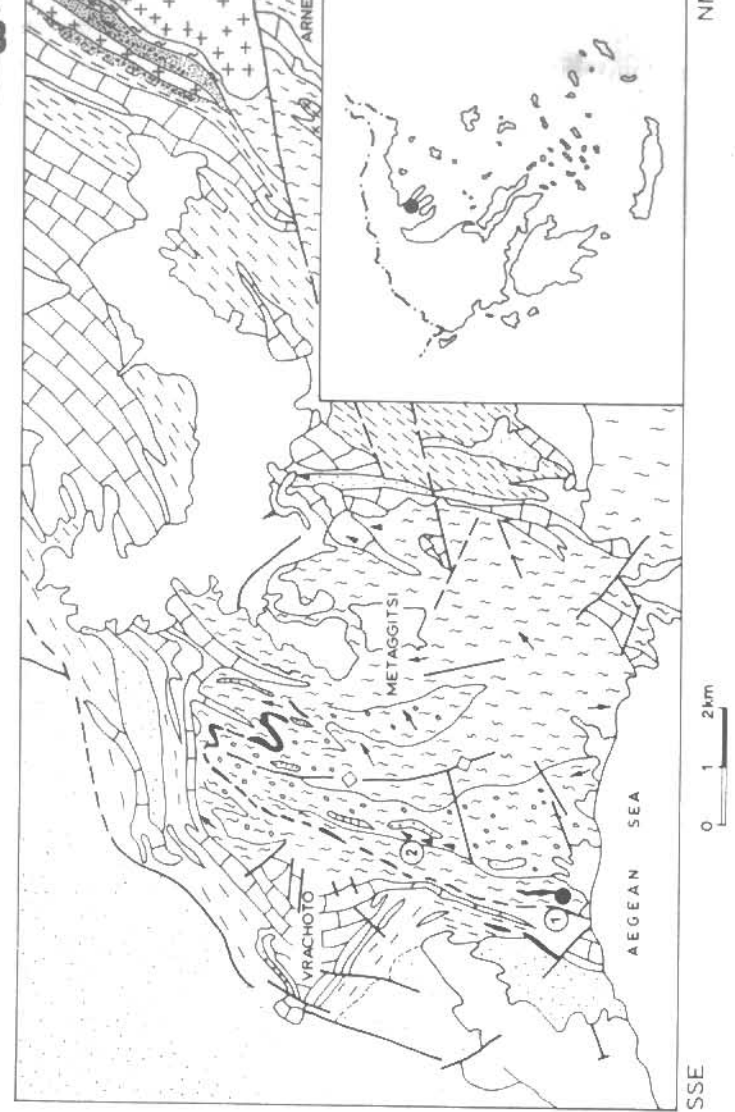 ARNE
METAGGITSI
VRACHOTO
2
1
AEGEAN SEA
0 1 2km
SSE